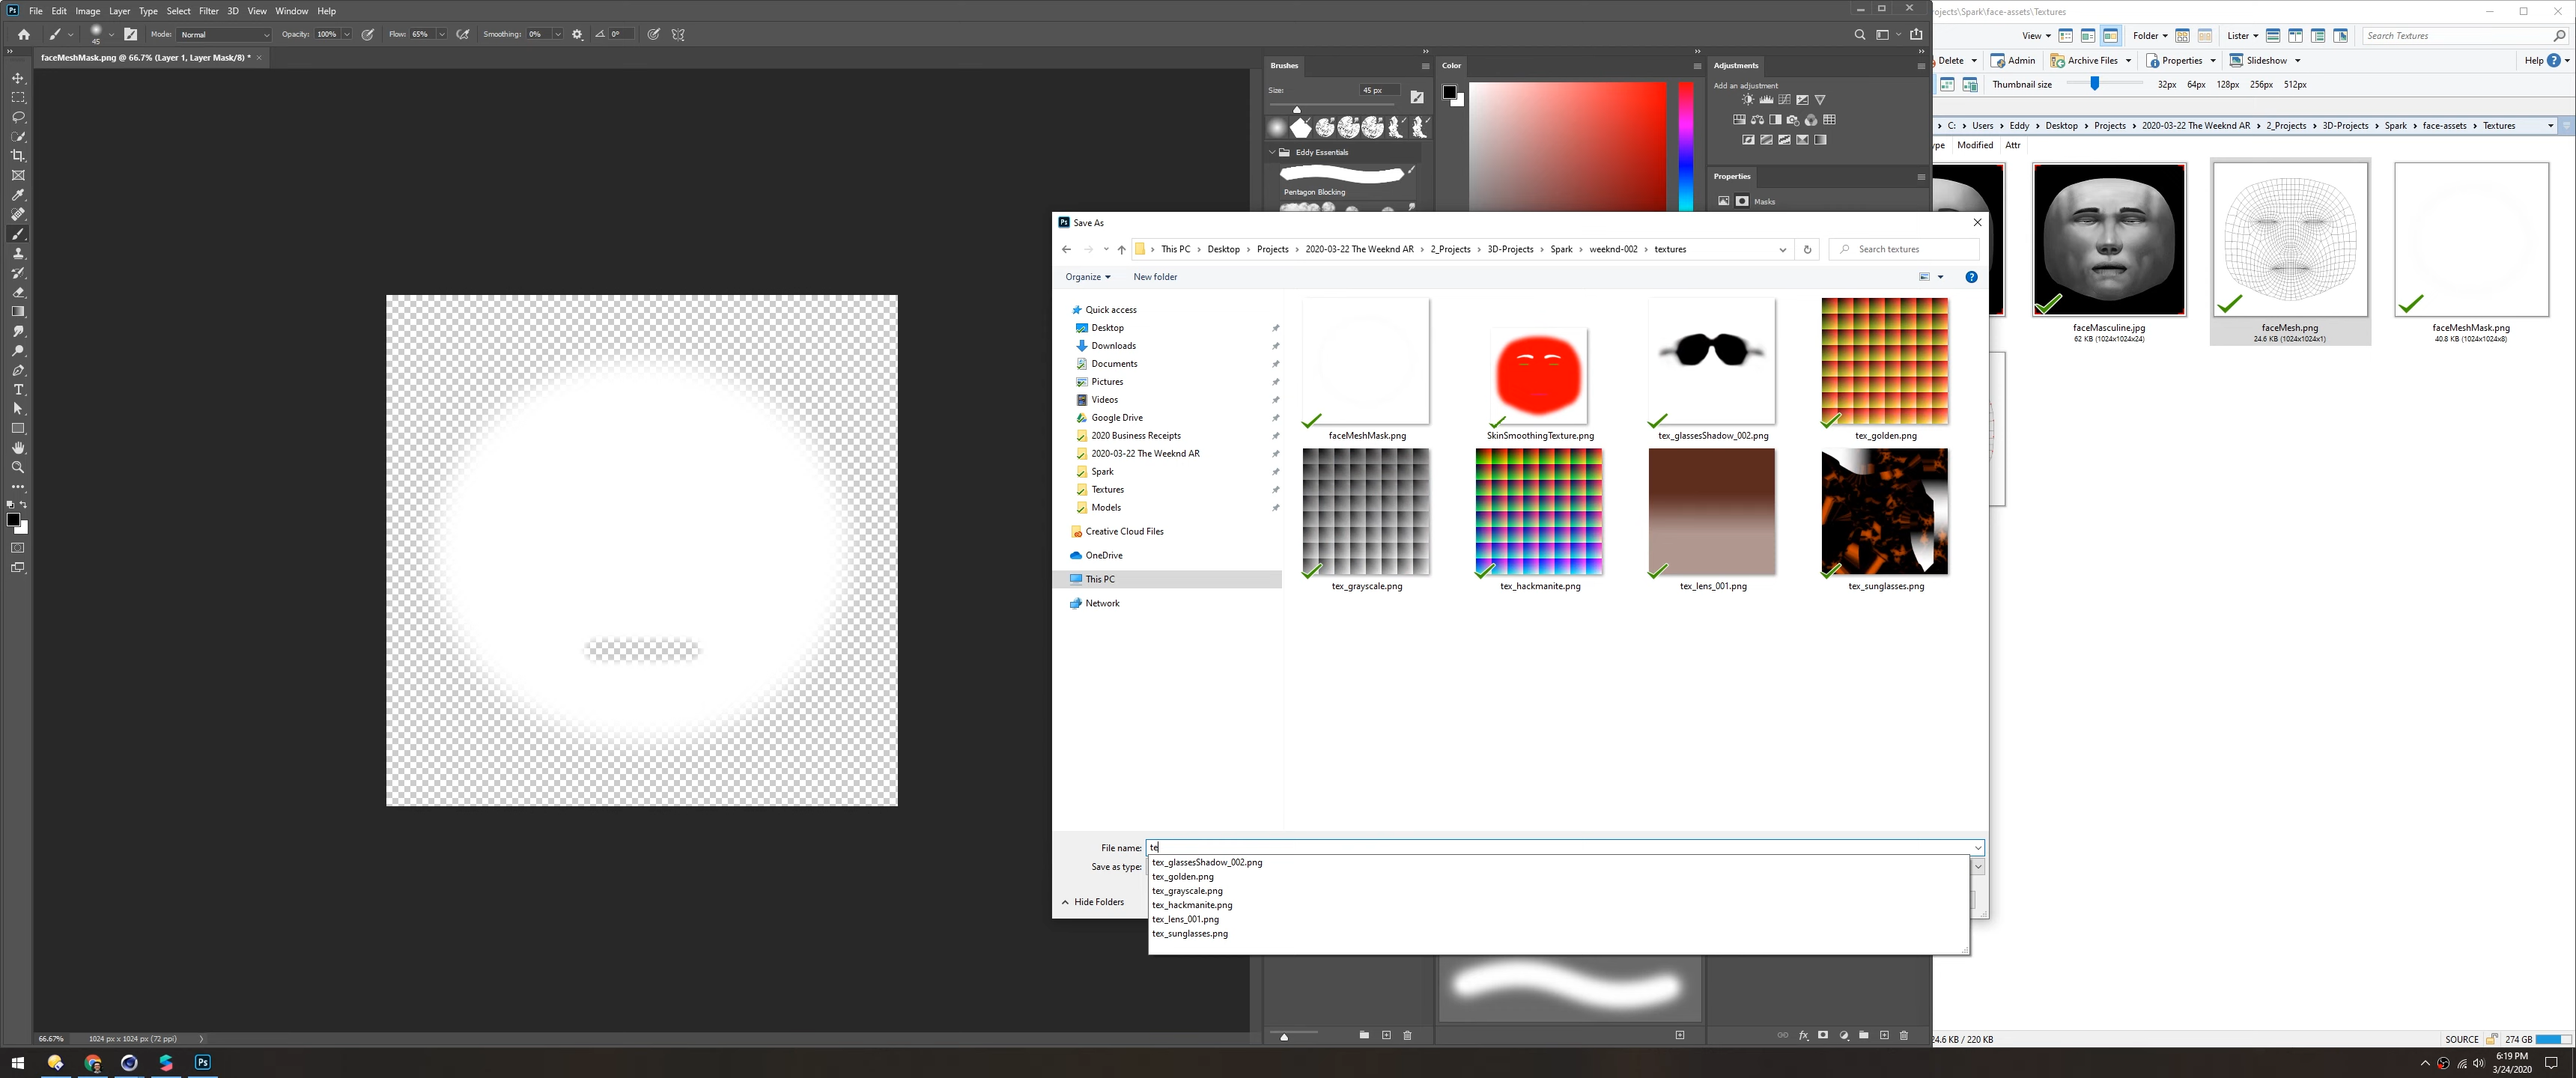 File Edit Image Layer Type Select Filter 3D View Window Help
45 Mode: Normal Opacity: 100% Flow: 65% Smoothing: 0% 0°
faceMeshMask.png @ 66.7% (Layer 1, Layer Mask/8) *
Brushes
Size: 45 px
Eddy Essentials
Pentagon Blocking
Color
Adjustments
Add an adjustment
Properties
Masks
66.67% 1024 px x 1024 px (72 ppi)
Save As
This PC Desktop Projects 2020-03-22 The Weeknd AR 2_Projects 3D-Projects Spark weeknd-002 textures
Search textures
Organize New folder
Quick access
Desktop
Downloads
Documents
Pictures
Videos
Google Drive
2020 Business Receipts
2020-03-22 The Weeknd AR
Spark
Textures
Models
Creative Cloud Files
OneDrive
This PC
Network
faceMeshMask.png SkinSmoothingTexture.png tex_glassesShadow_002.png tex_golden.png
tex_grayscale.png tex_hackmanite.png tex_lens_001.png tex_sunglasses.png
File name: te
Save as type:
tex_glassesShadow_002.png
tex_golden.png
tex_grayscale.png
tex_hackmanite.png
tex_lens_001.png
tex_sunglasses.png
Hide Folders
ojects\Spark\face-assets\Textures
View Folder Lister Search Textures
Delete Admin Archive Files Properties Slideshow Help
Thumbnail size 32px 64px 128px 256px 512px
C: Users Eddy Desktop Projects 2020-03-22 The Weeknd AR 2_Projects 3D-Projects Spark face-assets Textures
ype Modified Attr
faceMasculine.jpg
62 KB (1024x1024x24)
faceMesh.png
24.6 KB (1024x1024x1)
faceMeshMask.png
40.8 KB (1024x1024x8)
24.6 KB / 220 KB SOURCE 274 GB
6:19 PM
3/24/2020